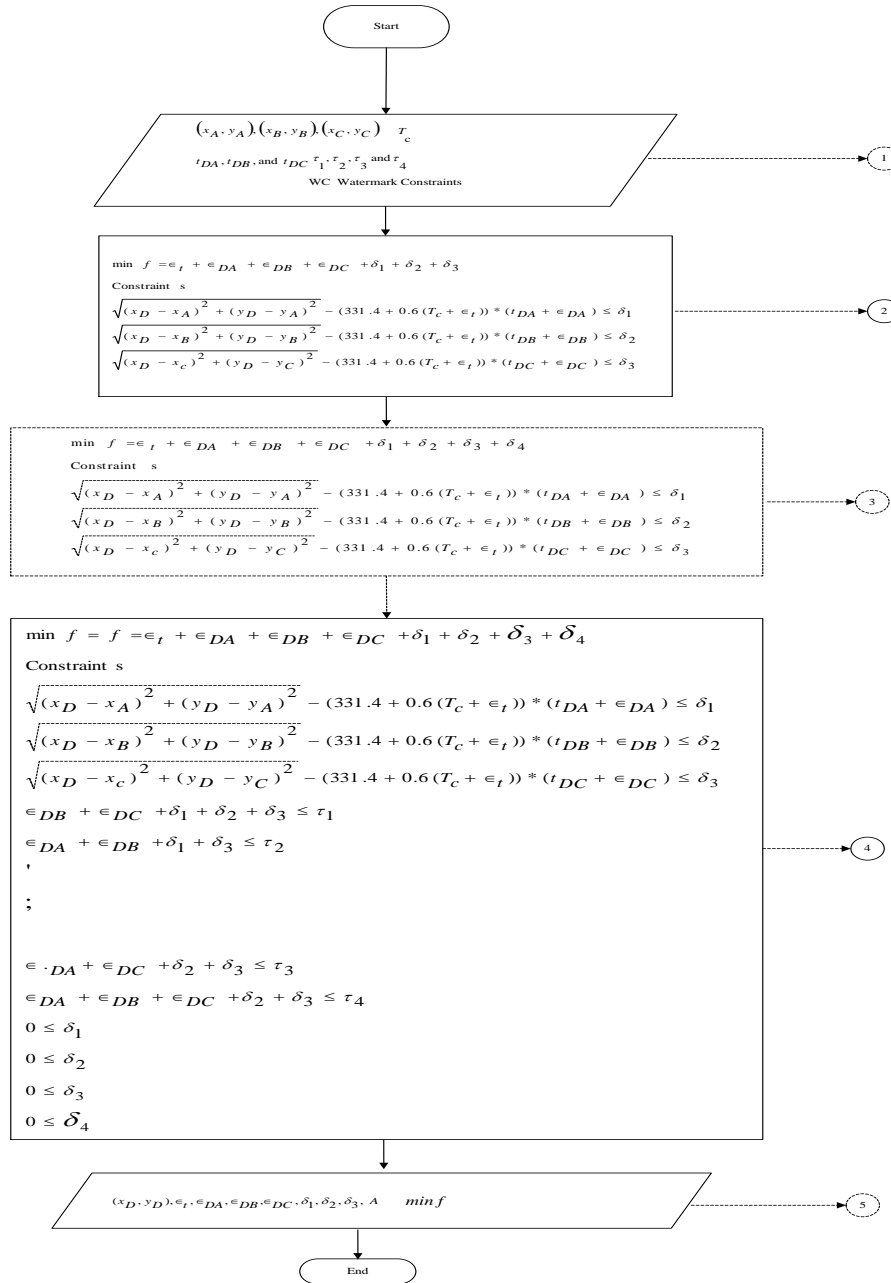 Start
(x_A, y_A), (x_B, y_B), (x_C, y_C) T_c
t_DA, t_DB, and t_DC τ_1, τ_2, τ_3 and τ_4
WC Watermark Constraints
1
min f =∈_t + ∈_DA + ∈_DB + ∈_DC +δ_1 + δ_2 + δ_3
Constraint s
√((x_D − x_A)^2 + (y_D − y_A)^2) − (331 .4 + 0.6 (T_c + ∈_t)) * (t_DA + ∈_DA) ≤ δ_1
√((x_D − x_B)^2 + (y_D − y_B)^2) − (331 .4 + 0.6 (T_c + ∈_t)) * (t_DB + ∈_DB) ≤ δ_2
√((x_D − x_c)^2 + (y_D − y_C)^2) − (331 .4 + 0.6 (T_c + ∈_t)) * (t_DC + ∈_DC) ≤ δ_3
2
min f =∈_t + ∈_DA + ∈_DB + ∈_DC +δ_1 + δ_2 + δ_3 + δ_4
Constraint s
√((x_D − x_A)^2 + (y_D − y_A)^2) − (331 .4 + 0.6 (T_c + ∈_t)) * (t_DA + ∈_DA) ≤ δ_1
√((x_D − x_B)^2 + (y_D − y_B)^2) − (331 .4 + 0.6 (T_c + ∈_t)) * (t_DB + ∈_DB) ≤ δ_2
√((x_D − x_c)^2 + (y_D − y_C)^2) − (331 .4 + 0.6 (T_c + ∈_t)) * (t_DC + ∈_DC) ≤ δ_3
3
min f = f =∈_t + ∈_DA + ∈_DB + ∈_DC +δ_1 + δ_2 + δ_3 + δ_4
Constraint s
√((x_D − x_A)^2 + (y_D − y_A)^2) − (331 .4 + 0.6 (T_c + ∈_t)) * (t_DA + ∈_DA) ≤ δ_1
√((x_D − x_B)^2 + (y_D − y_B)^2) − (331 .4 + 0.6 (T_c + ∈_t)) * (t_DB + ∈_DB) ≤ δ_2
√((x_D − x_c)^2 + (y_D − y_C)^2) − (331 .4 + 0.6 (T_c + ∈_t)) * (t_DC + ∈_DC) ≤ δ_3
∈_DB + ∈_DC +δ_1 + δ_2 + δ_3 ≤ τ_1
∈_DA + ∈_DB +δ_1 + δ_3 ≤ τ_2
'
;
∈ ._DA + ∈_DC +δ_2 + δ_3 ≤ τ_3
∈_DA + ∈_DB + ∈_DC +δ_2 + δ_3 ≤ τ_4
0 ≤ δ_1
0 ≤ δ_2
0 ≤ δ_3
0 ≤ δ_4
4
(x_D, y_D),∈_t,∈_DA,∈_DB,∈_DC,δ_1,δ_2,δ_3, A min f
5
End